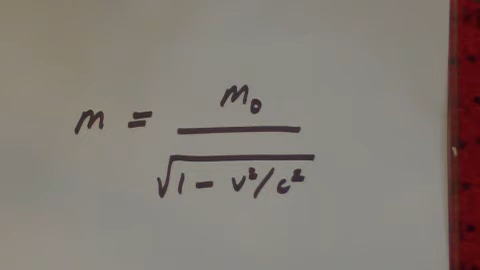 m = m₀
√1 - v²/c²